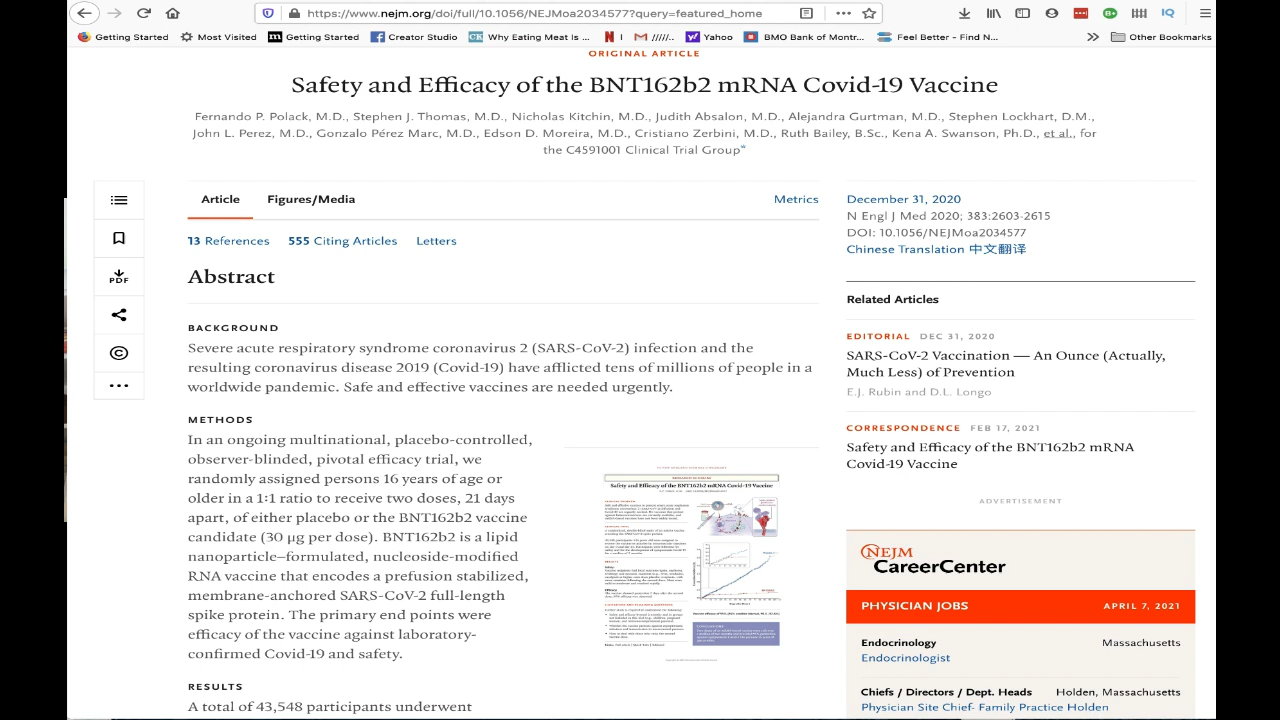 https://www.nejm.org/doi/full/10.1056/NEJMoa2034577?query=featured_home
Getting Started Most Visited Getting Started Creator Studio Why Eating Meat Is ... I /////.. Yahoo BMO Bank of Montr... Feel Better - Find N... Other Bookmarks
ORIGINAL ARTICLE
Safety and Efficacy of the BNT162b2 mRNA Covid-19 Vaccine
Fernando P. Polack, M.D., Stephen J. Thomas, M.D., Nicholas Kitchin, M.D., Judith Absalon, M.D., Alejandra Gurtman, M.D., Stephen Lockhart, D.M.,
John L. Perez, M.D., Gonzalo Pérez Marc, M.D., Edson D. Moreira, M.D., Cristiano Zerbini, M.D., Ruth Bailey, B.Sc., Kena A. Swanson, Ph.D., et al., for
the C4591001 Clinical Trial Group*
Article Figures/Media Metrics
13 References 555 Citing Articles Letters
PDF
Abstract
BACKGROUND
Severe acute respiratory syndrome coronavirus 2 (SARS-CoV-2) infection and the
resulting coronavirus disease 2019 (Covid-19) have afflicted tens of millions of people in a
worldwide pandemic. Safe and effective vaccines are needed urgently.
METHODS
In an ongoing multinational, placebo-controlled,
observer-blinded, pivotal efficacy trial, we
randomly assigned persons 16 years of age or
older in a 1:1 ratio to receive two doses, 21 days
apart, of either placebo or the BNT162b2 vaccine
candidate (30 μg per dose). BNT162b2 is a lipid
nanoparticle–formulated, nucleoside-modified
RNA vaccine that encodes a prefusion stabilized,
membrane-anchored SARS-CoV-2 full-length
spike protein. The primary end points were
efficacy of the vaccine against laboratory-
confirmed Covid-19 and safety.
RESULTS
A total of 43,548 participants underwent
Safety and Efficacy of the BNT162b2 mRNA Covid-19 Vaccine
December 31, 2020
N Engl J Med 2020; 383:2603-2615
DOI: 10.1056/NEJMoa2034577
Chinese Translation 中文翻译
Related Articles
EDITORIAL DEC 31, 2020
SARS-CoV-2 Vaccination — An Ounce (Actually,
Much Less) of Prevention
E.J. Rubin and D.L. Longo
CORRESPONDENCE FEB 17, 2021
Safety and Efficacy of the BNT162b2 mRNA
Covid-19 Vaccine
ADVERTISEMENT
NEJM
CareerCenter
PHYSICIAN JOBS APRIL 7, 2021
Endocrinology Massachusetts
Endocrinologist
Chiefs / Directors / Dept. Heads Holden, Massachusetts
Physician Site Chief- Family Practice Holden